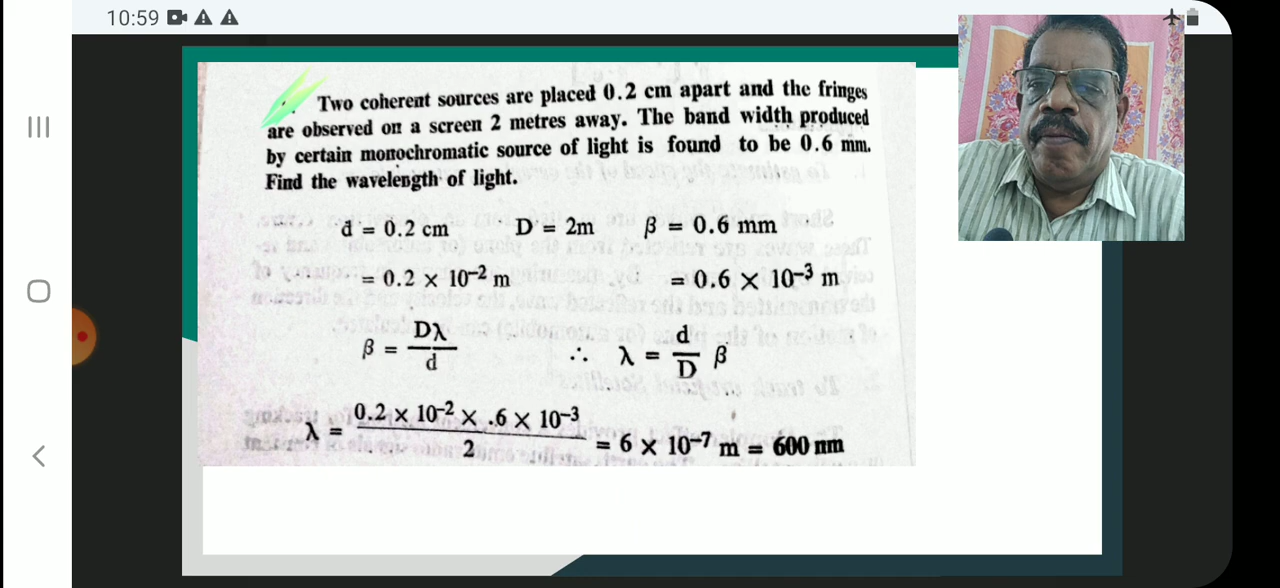 10:59
Two coherent sources are placed 0.2 cm apart and the fringes
are observed on a screen 2 metres away. The band width produced
by certain monochromatic source of light is found to be 0.6 mm.
Find the wavelength of light.
d = 0.2 cm D = 2m β = 0.6 mm
= 0.2 × 10⁻² m = 0.6 × 10⁻³ m
β = Dλ/d ∴ λ = d/D β
λ = 0.2 × 10⁻² × .6 × 10⁻³ / 2 = 6 × 10⁻⁷ m = 600 nm